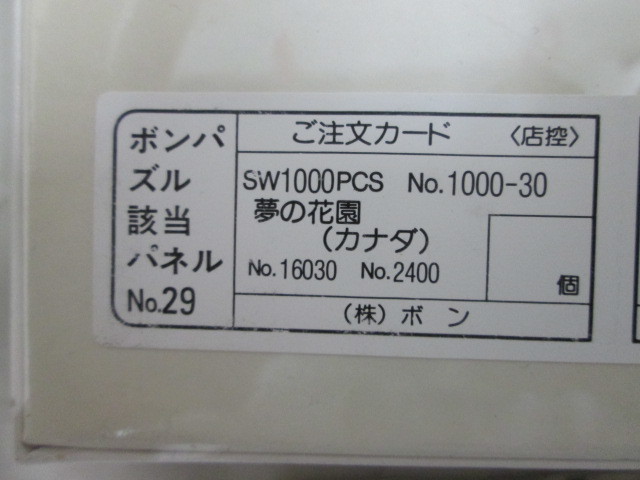 ボンパ
ズル
該当
パネル
No.29
ご注文カード 〈店控〉
SW1000PCS No.1000-30
夢の花園
(カナダ)
No.16030 No.2400
個
(株)ボン